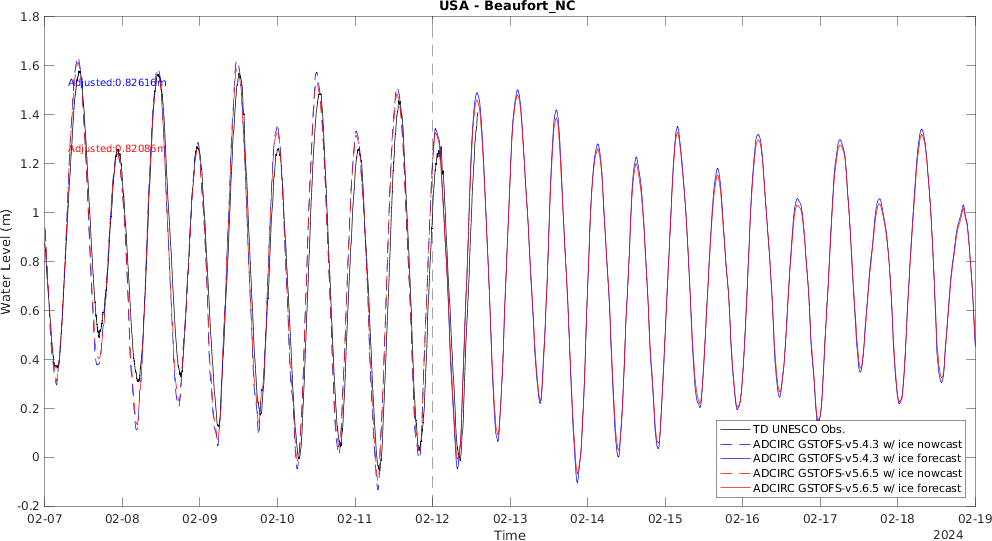 USA - Beaufort_NC
1.8
1.6
1.4
1.2
1
0.8
0.6
0.4
0.2
0
-0.2
Water Level (m)
Adjusted:0.82616m
Adjusted:0.82086m
TD UNESCO Obs.
ADCIRC GSTOFS-v5.4.3 w/ ice nowcast
ADCIRC GSTOFS-v5.4.3 w/ ice forecast
ADCIRC GSTOFS-v5.6.5 w/ ice nowcast
ADCIRC GSTOFS-v5.6.5 w/ ice forecast
02-07 02-08 02-09 02-10 02-11 02-12 02-13 02-14 02-15 02-16 02-17 02-18 02-19
Time
2024